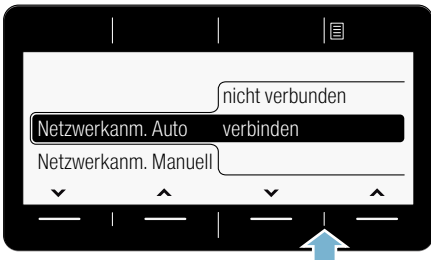 nicht verbunden
Netzwerkanm. Auto verbinden
Netzwerkanm. Manuell